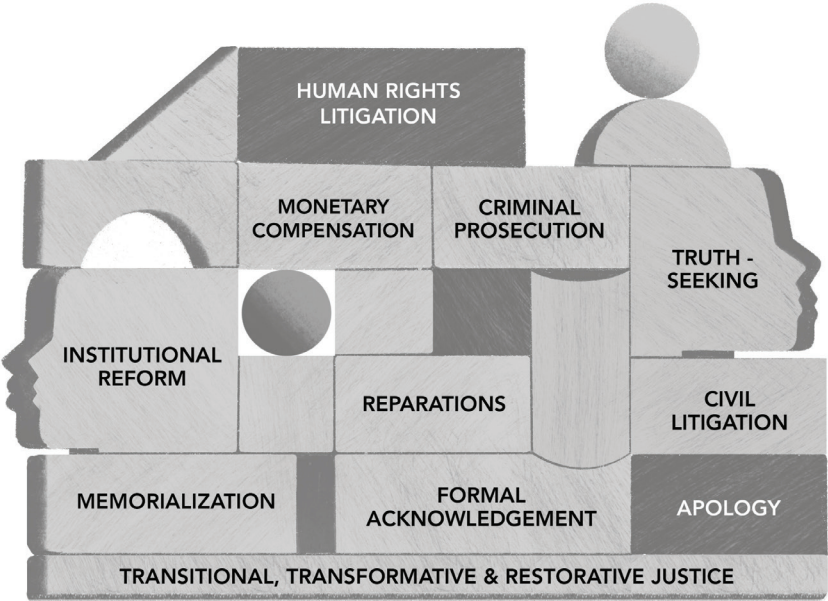 HUMAN RIGHTS
LITIGATION
MONETARY
COMPENSATION
CRIMINAL
PROSECUTION
TRUTH -
SEEKING
INSTITUTIONAL
REFORM
REPARATIONS
CIVIL
LITIGATION
MEMORIALIZATION
FORMAL
ACKNOWLEDGEMENT
APOLOGY
TRANSITIONAL, TRANSFORMATIVE & RESTORATIVE JUSTICE